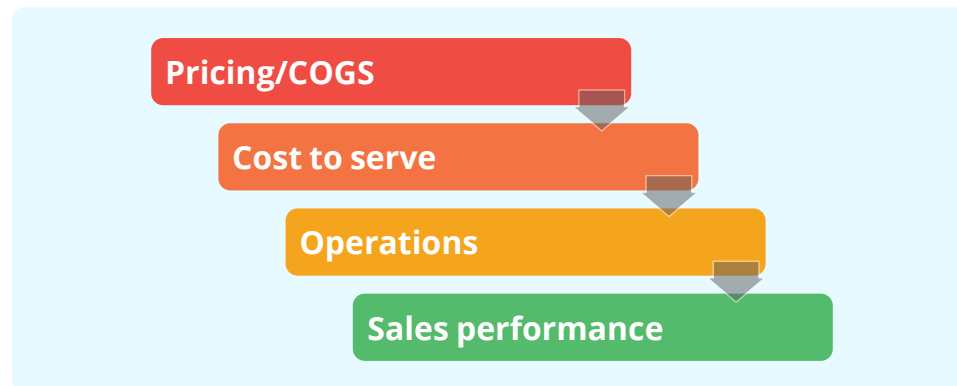 Pricing/COGS
Cost to serve
Operations
Sales performance